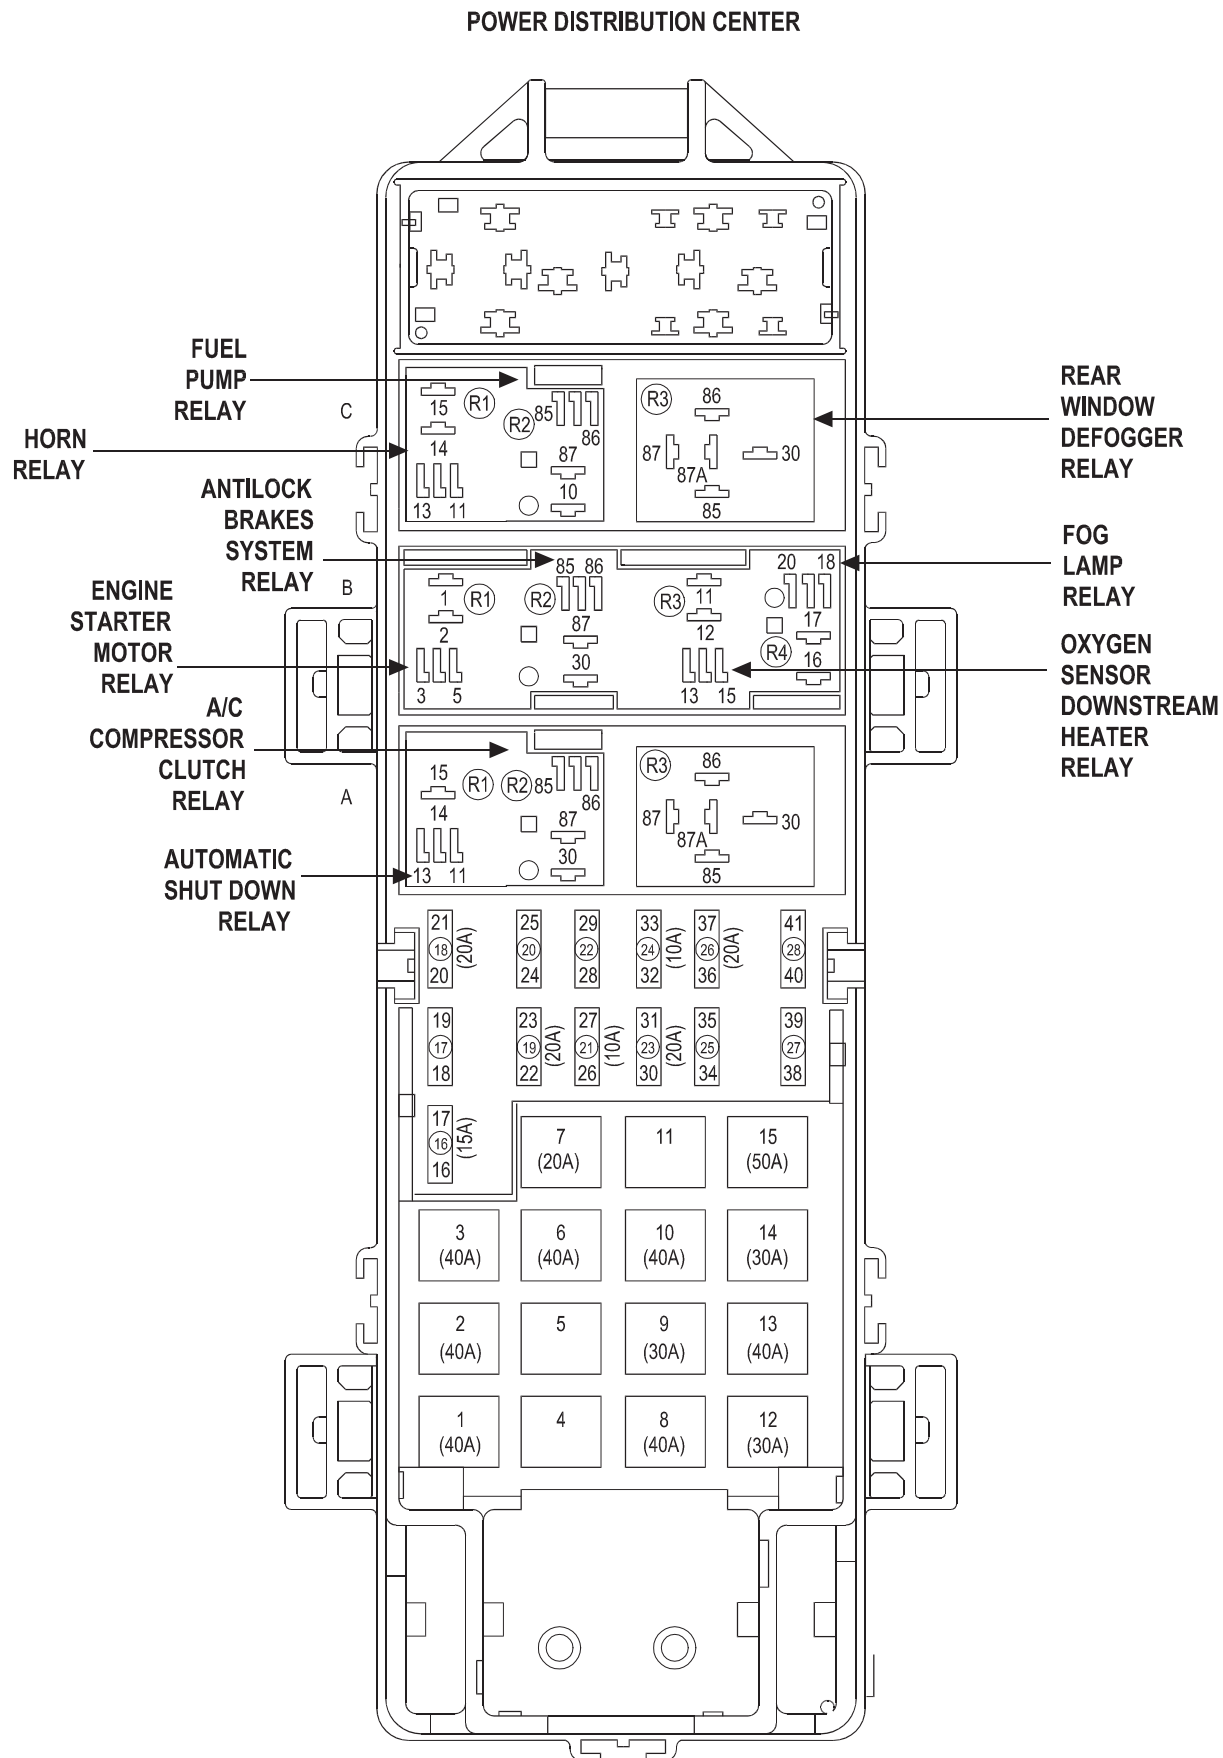 POWER DISTRIBUTION CENTER
FUEL
PUMP
RELAY
C
HORN
RELAY
15
R1
14
13 11
R2
85
86
87
10
R3
86
87
87A
30
85
REAR
WINDOW
DEFOGGER
RELAY
ANTILOCK
BRAKES
SYSTEM
RELAY
B
ENGINE
STARTER
MOTOR
RELAY
1
R1
2
3 5
85 86
R2
87
30
R3
11
12
13 15
20 18
17
R4
16
FOG
LAMP
RELAY
OXYGEN
SENSOR
DOWNSTREAM
HEATER
RELAY
A/C
COMPRESSOR
CLUTCH
RELAY
A
AUTOMATIC
SHUT DOWN
RELAY
15
R1
14
13 11
R2
85
86
87
30
R3
86
87
87A
30
85
21
18
20
(20A)
25
20
24
29
22
28
33
24
32
(10A)
37
26
36
(20A)
41
28
40
19
17
18
23
19
22
(20A)
27
21
26
(10A)
31
23
30
(20A)
35
25
34
39
27
38
17
16
16
(15A)
7
(20A)
11
15
(50A)
3
(40A)
6
(40A)
10
(40A)
14
(30A)
2
(40A)
5
9
(30A)
13
(40A)
1
(40A)
4
8
(40A)
12
(30A)